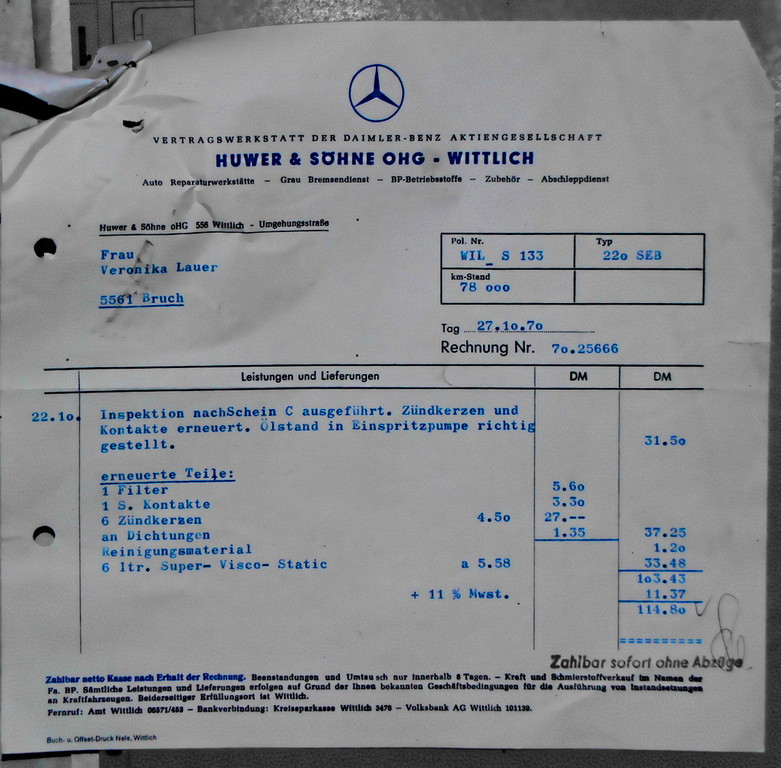 VERTRAGSWERKSTATT DER DAIMLER-BENZ AKTIENGESELLSCHAFT
HUWER & SÖHNE OHG - WITTLICH
Auto Reparaturwerkstätte – Grau Bremsendienst – BP-Betriebsstoffe – Zubehör – Abschleppdienst
Huwer & Söhne oHG 556 Wittlich - Umgehungsstraße
Frau
Veronika Lauer
5561 Bruch
Pol. Nr. Typ
WIL_ S 133 22o SEB
km-Stand
78 ooo
Tag 27.1o.7o
Rechnung Nr. 7o.25666
Leistungen und Lieferungen DM DM
22.1o. Inspektion nachSchein C ausgeführt. Zündkerzen und
Kontakte erneuert. Ölstand in Einspritzpumpe richtig
gestellt. 31.5o
erneuerte Teile:
1 Filter 5.6o
1 S. Kontakte 3.3o
6 Zündkerzen 4.5o 27.--
an Dichtungen 1.35 37.25
Reinigungsmaterial 1.2o
6 ltr. Super- Visco- Static a 5.58 33.48
1o3.43
+ 11 % Mwst. 11.37
114.8o
==========
Zahlbar sofort ohne Abzüge
Zahlbar netto Kasse nach Erhalt der Rechnung. Beanstandungen und Umtausch nur innerhalb 8 Tagen. – Kraft und Schmierstoffverkauf im Namen der
Fa. BP. Sämtliche Leistungen und Lieferungen erfolgen auf Grund der Ihnen bekannten Geschäftsbedingungen für die Ausführung von Instandsetzungen
an Kraftfahrzeugen. Beiderseitiger Erfüllungsort ist Wittlich.
Fernruf: Amt Wittlich 06571/453 – Bankverbindung: Kreissparkasse Wittlich 3476 – Volksbank AG Wittlich 101139.
Buch- u. Offset-Druck Nels, Wittlich